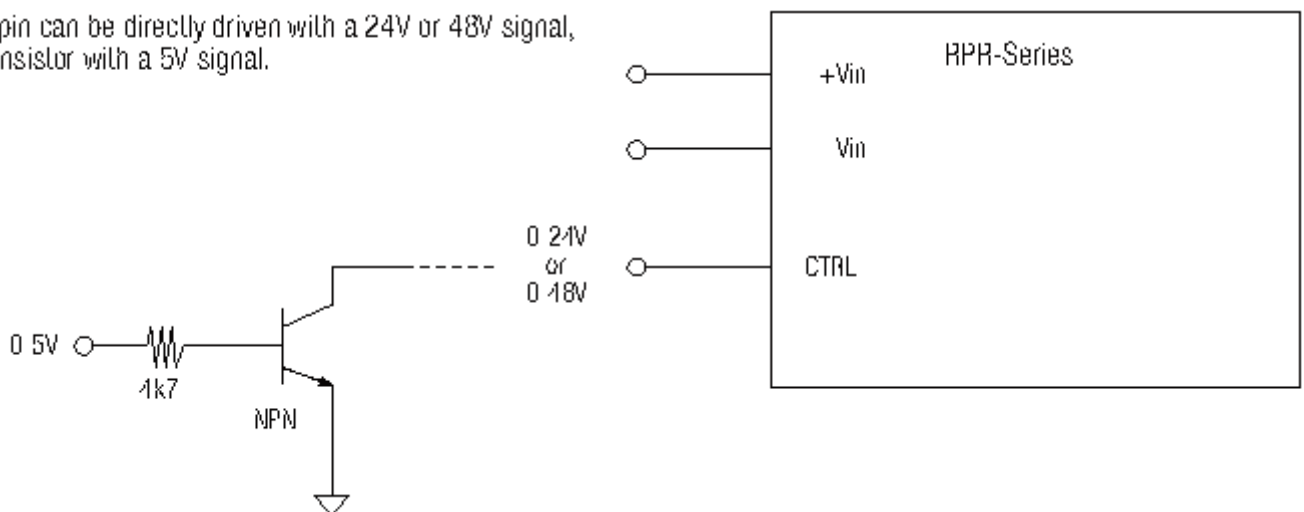 pin can be directly driven with a 24V or 48V signal,
nsistor with a 5V signal.
RPR-Series
+Vin
Vin
0 24V
or
0 48V
CTRL
0 5V
4k7
NPN